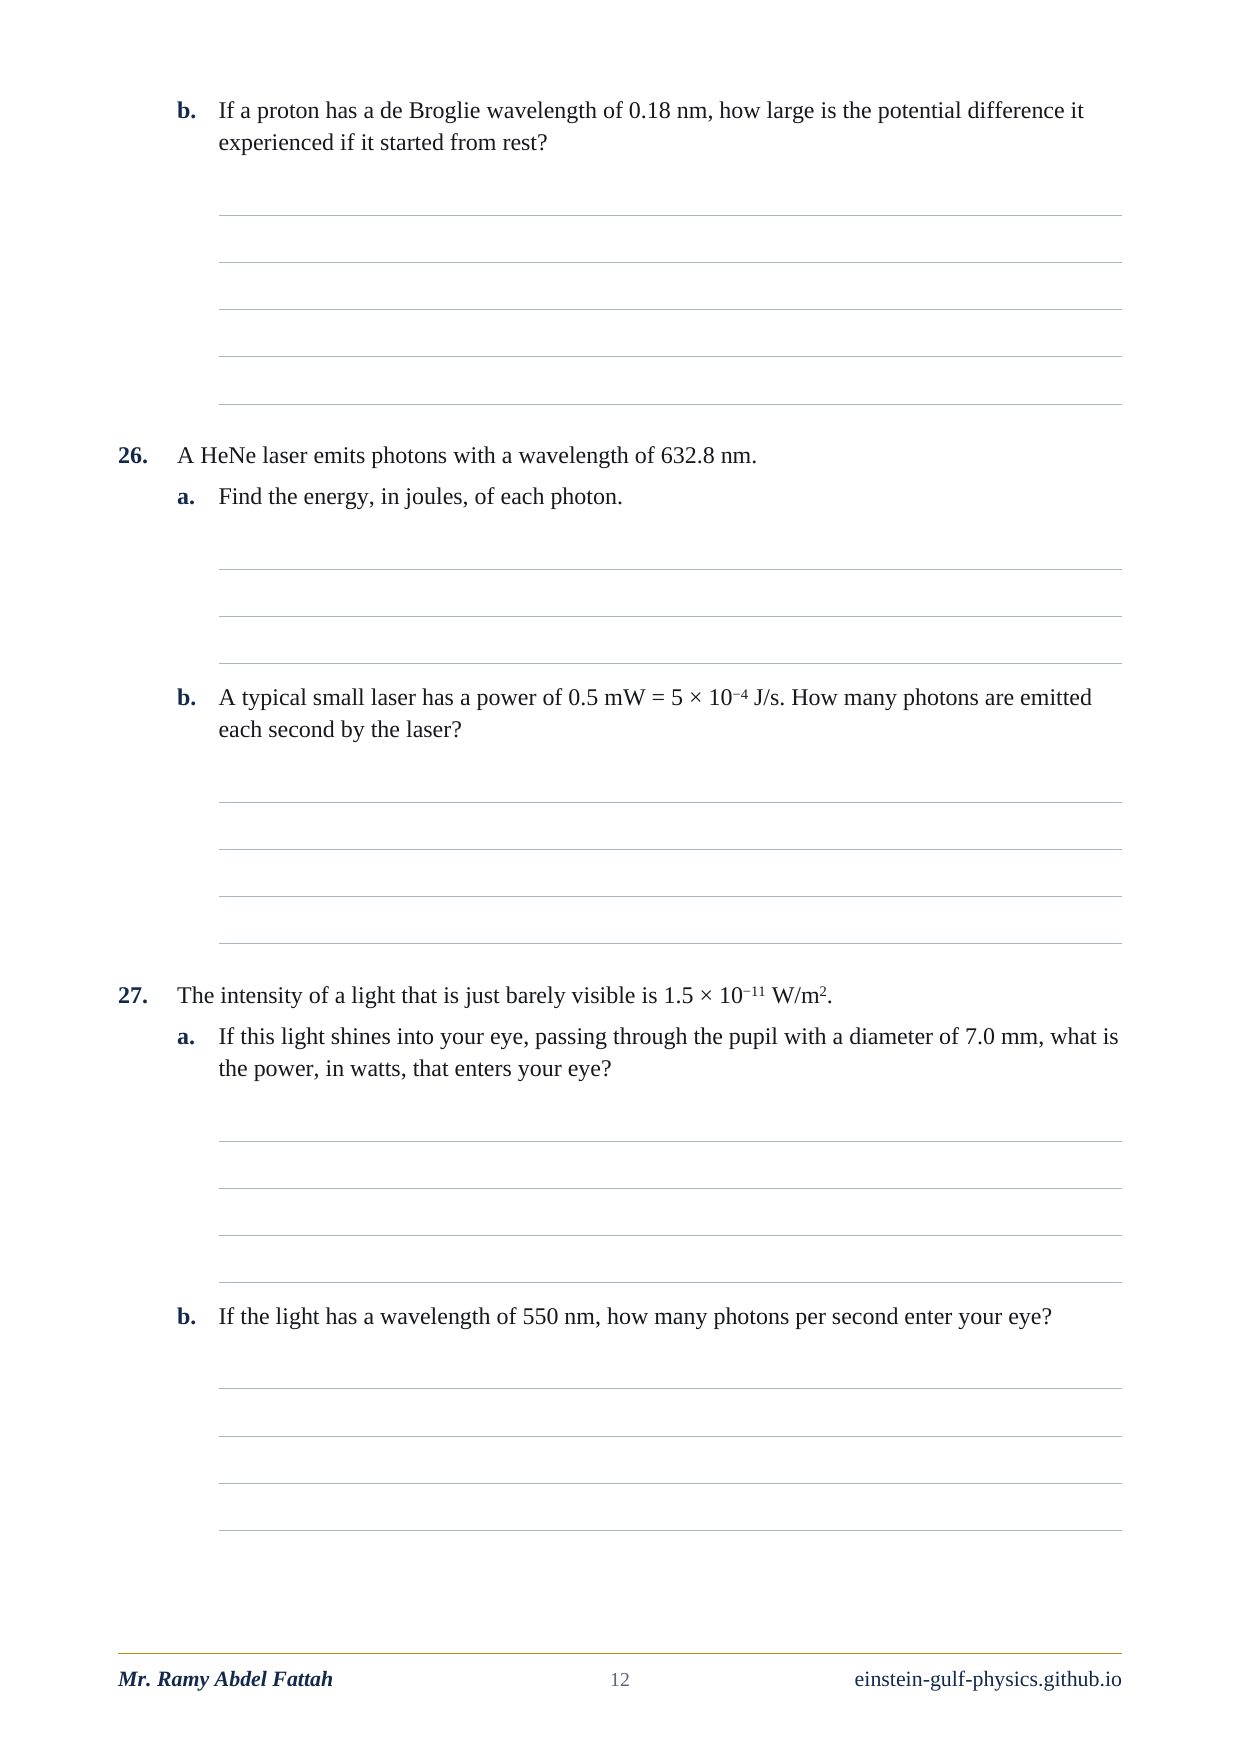 b. If a proton has a de Broglie wavelength of 0.18 nm, how large is the potential difference it
experienced if it started from rest?
26. A HeNe laser emits photons with a wavelength of 632.8 nm.
a. Find the energy, in joules, of each photon.
b. A typical small laser has a power of 0.5 mW = 5 × 10⁻⁴ J/s. How many photons are emitted
each second by the laser?
27. The intensity of a light that is just barely visible is 1.5 × 10⁻¹¹ W/m².
a. If this light shines into your eye, passing through the pupil with a diameter of 7.0 mm, what is
the power, in watts, that enters your eye?
b. If the light has a wavelength of 550 nm, how many photons per second enter your eye?
Mr. Ramy Abdel Fattah 12 einstein-gulf-physics.github.io